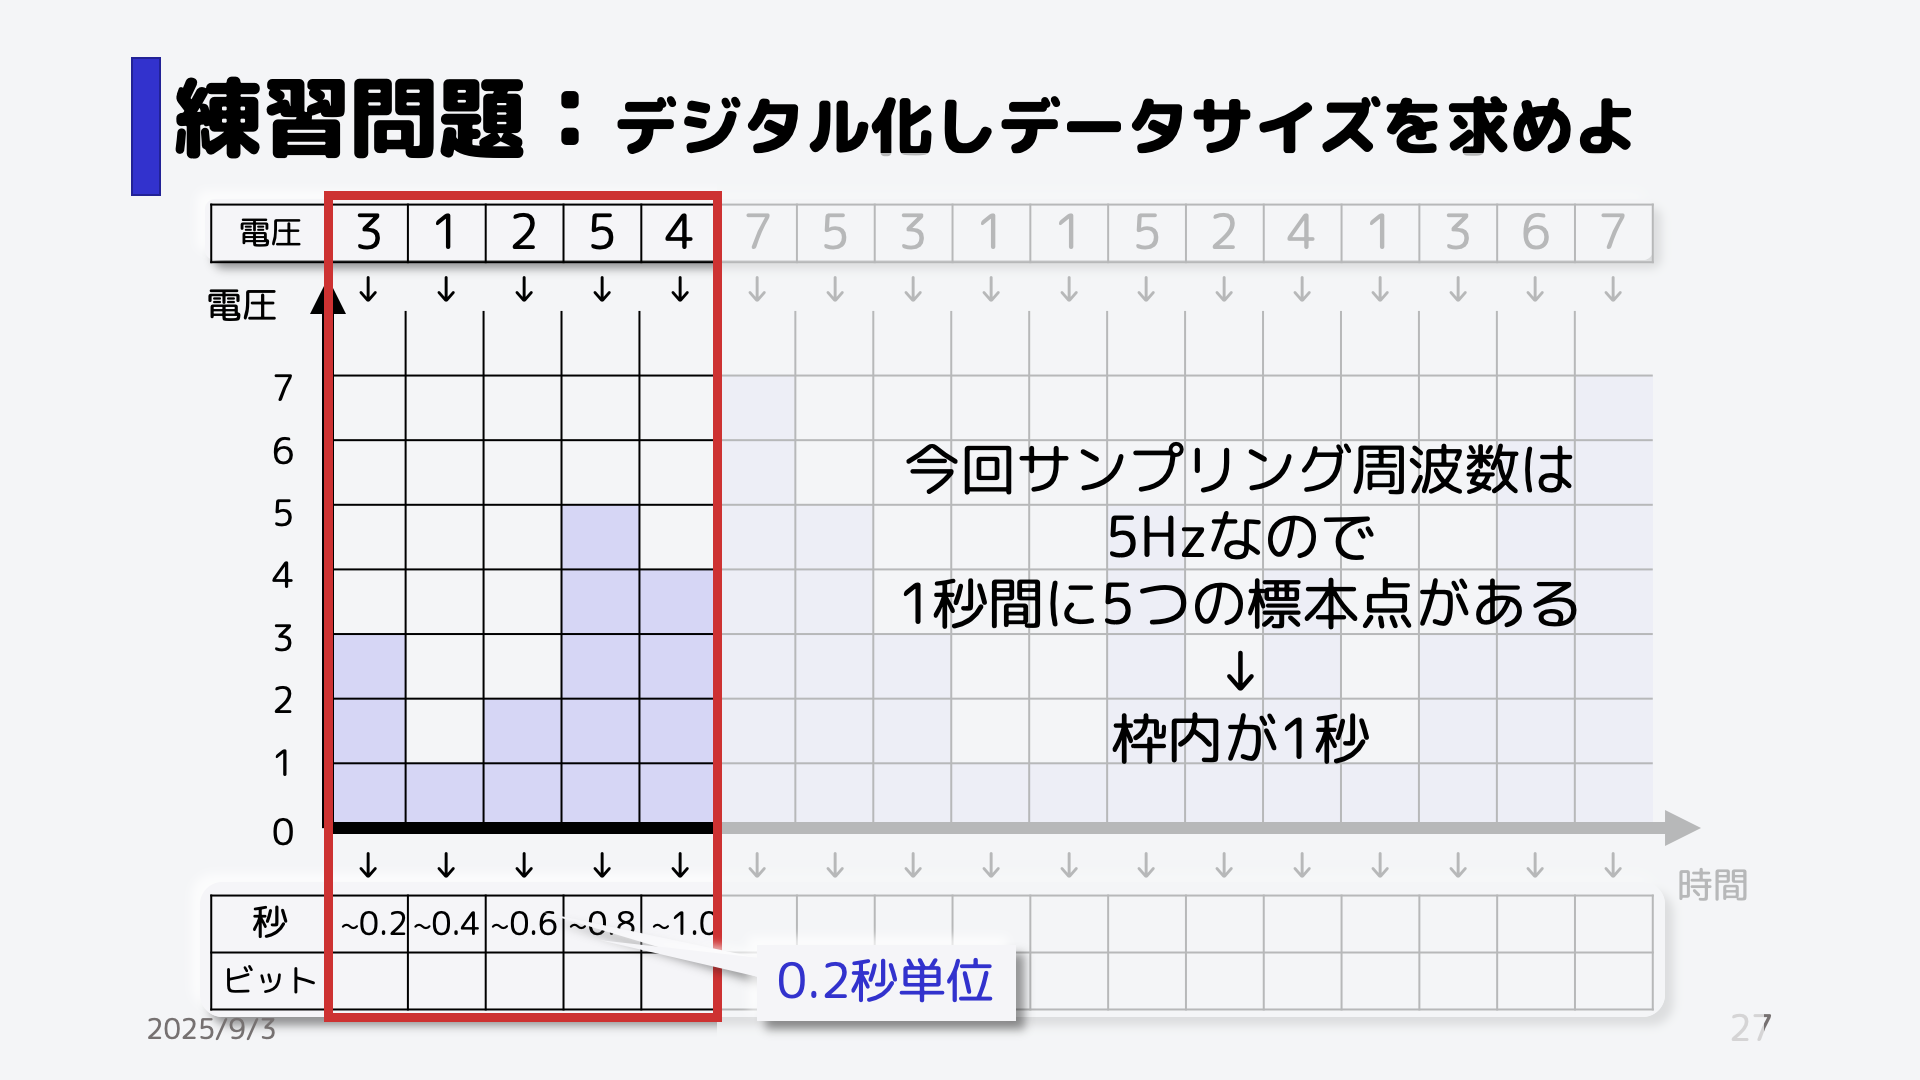 練習問題：デジタル化しデータサイズを求めよ
電圧 3 1 2 5 4 7 5 3 1 1 5 2 4 1 3 6 7
↓ ↓ ↓ ↓ ↓ ↓ ↓ ↓ ↓ ↓ ↓ ↓ ↓ ↓ ↓ ↓ ↓
電圧
7
6
5
4
3
2
1
0
今回サンプリング周波数は
5Hzなので
1秒間に5つの標本点がある
↓
枠内が1秒
↓ ↓ ↓ ↓ ↓ ↓ ↓ ↓ ↓ ↓ ↓ ↓ ↓ ↓ ↓ ↓ ↓
時間
秒 ~0.2 ~0.4 ~0.6 ~0.8 ~1.0
ビット
0.2秒単位
2025/9/3
27